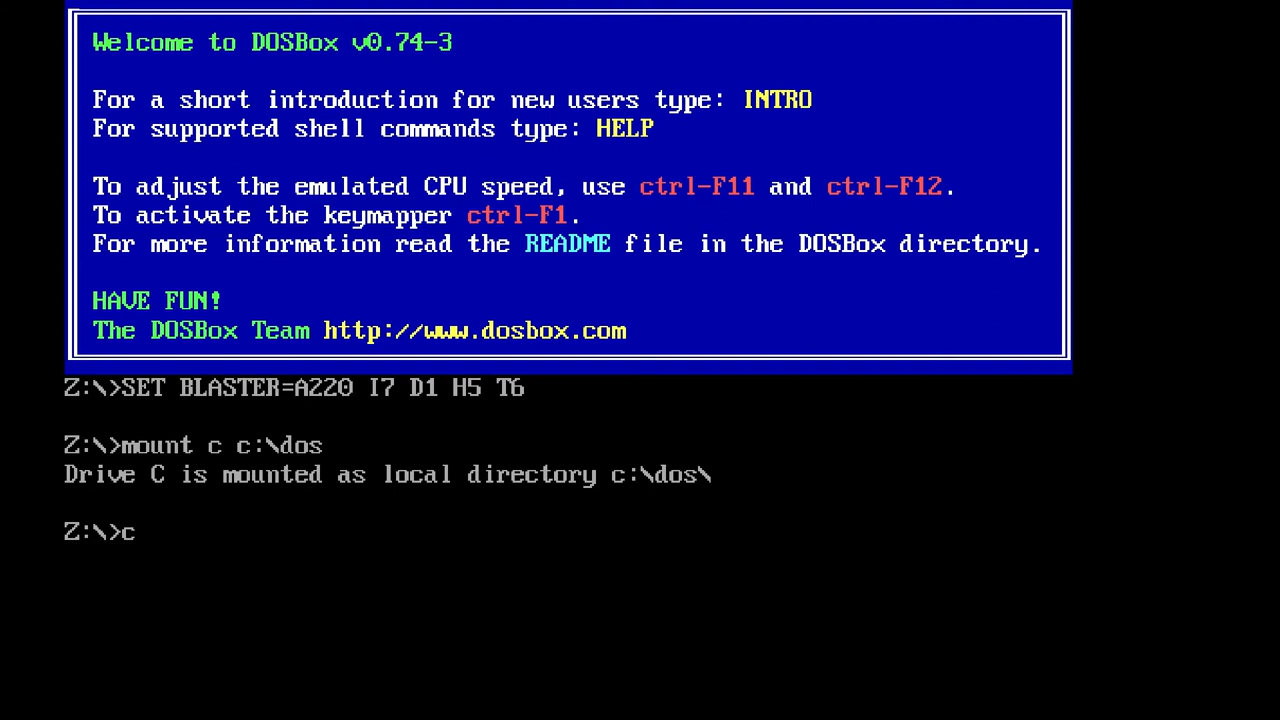 Welcome to DOSBox v0.74-3
For a short introduction for new users type: INTRO
For supported shell commands type: HELP
To adjust the emulated CPU speed, use ctrl-F11 and ctrl-F12.
To activate the keymapper ctrl-F1.
For more information read the README file in the DOSBox directory.
HAVE FUN!
The DOSBox Team http://www.dosbox.com
Z:\>SET BLASTER=A220 I7 D1 H5 T6
Z:\>mount c c:\dos
Drive C is mounted as local directory c:\dos\
Z:\>c